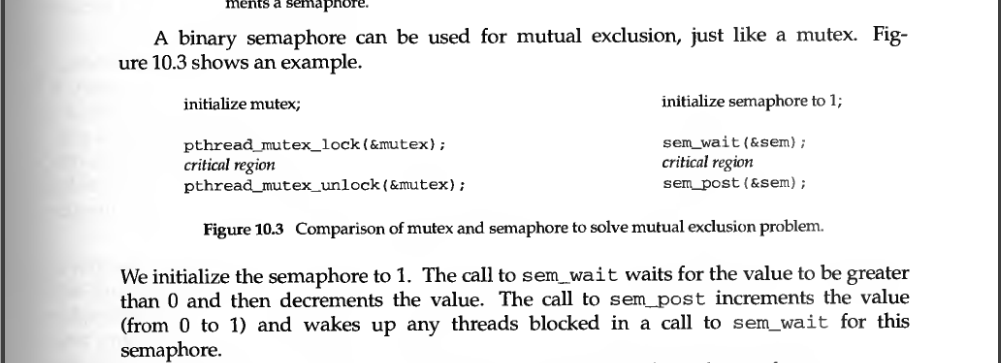 ments a semaphore.
A binary semaphore can be used for mutual exclusion, just like a mutex. Fig-
ure 10.3 shows an example.
initialize mutex;
initialize semaphore to 1;
pthread_mutex_lock(&mutex);
sem_wait(&sem);
critical region
critical region
pthread_mutex_unlock(&mutex);
sem_post(&sem);
Figure 10.3 Comparison of mutex and semaphore to solve mutual exclusion problem.
We initialize the semaphore to 1. The call to sem_wait waits for the value to be greater
than 0 and then decrements the value. The call to sem_post increments the value
(from 0 to 1) and wakes up any threads blocked in a call to sem_wait for this
semaphore.